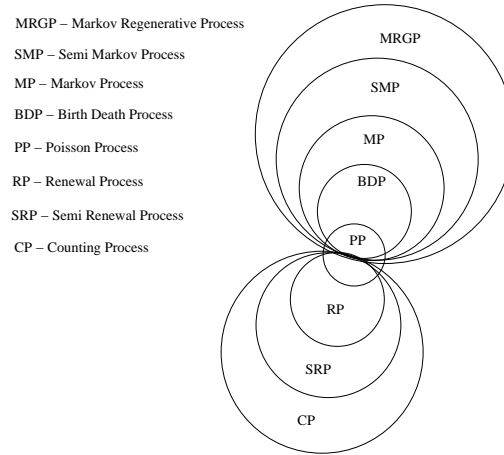 MRGP – Markov Regenerative Process
SMP – Semi Markov Process
MP – Markov Process
BDP – Birth Death Process
PP – Poisson Process
RP – Renewal Process
SRP – Semi Renewal Process
CP – Counting Process
MRGP
SMP
MP
BDP
PP
RP
SRP
CP